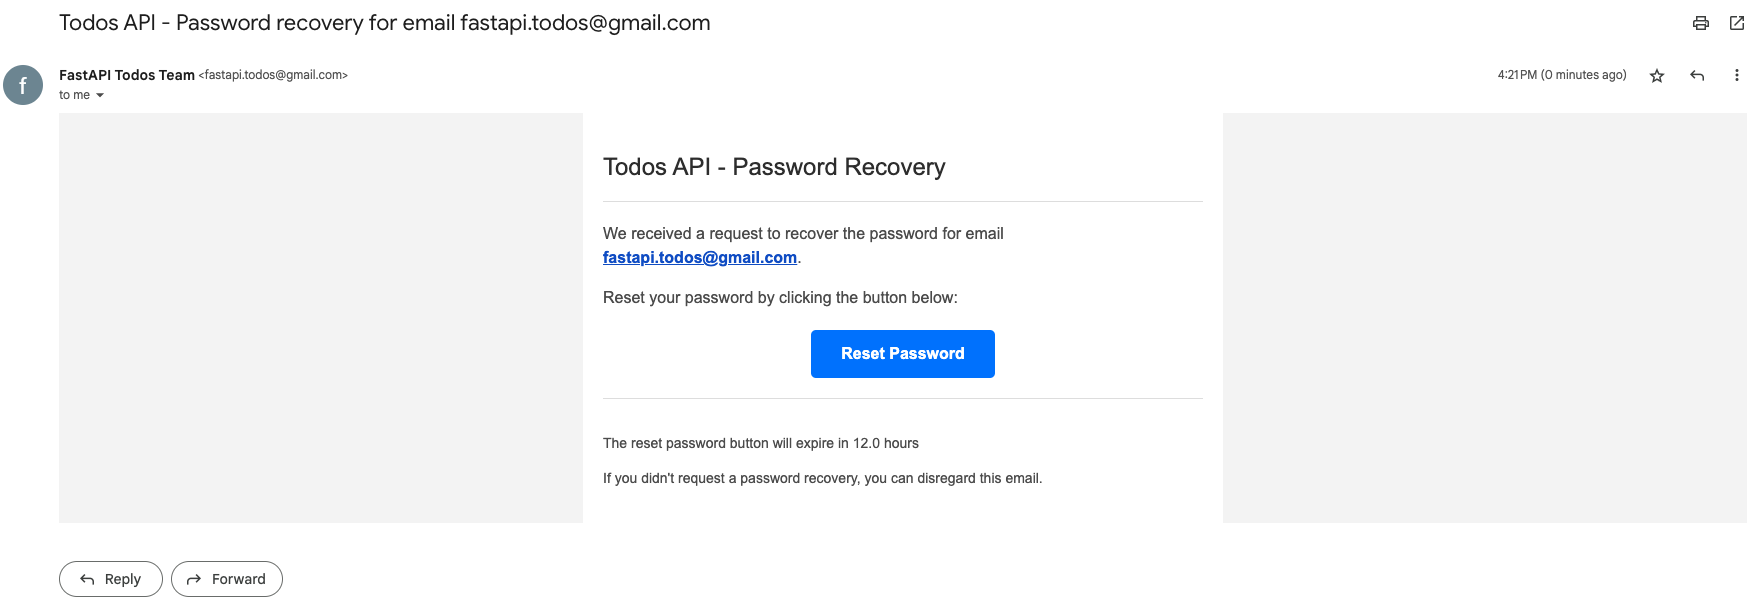 Todos API - Password recovery for email fastapi.todos@gmail.com
f
FastAPI Todos Team <fastapi.todos@gmail.com>
4:21 PM (0 minutes ago)
to me
Todos API - Password Recovery
We received a request to recover the password for email
fastapi.todos@gmail.com.
Reset your password by clicking the button below:
Reset Password
The reset password button will expire in 12.0 hours
If you didn't request a password recovery, you can disregard this email.
Reply
Forward